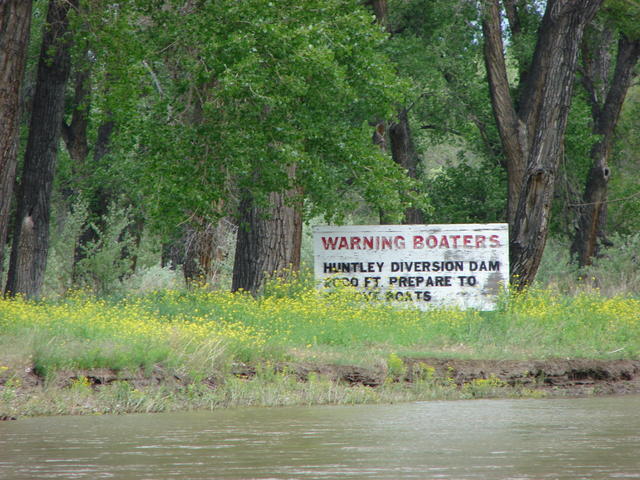 WARNING BOATERS
HUNTLEY DIVERSION DAM
FT. PREPARE TO
BOATS